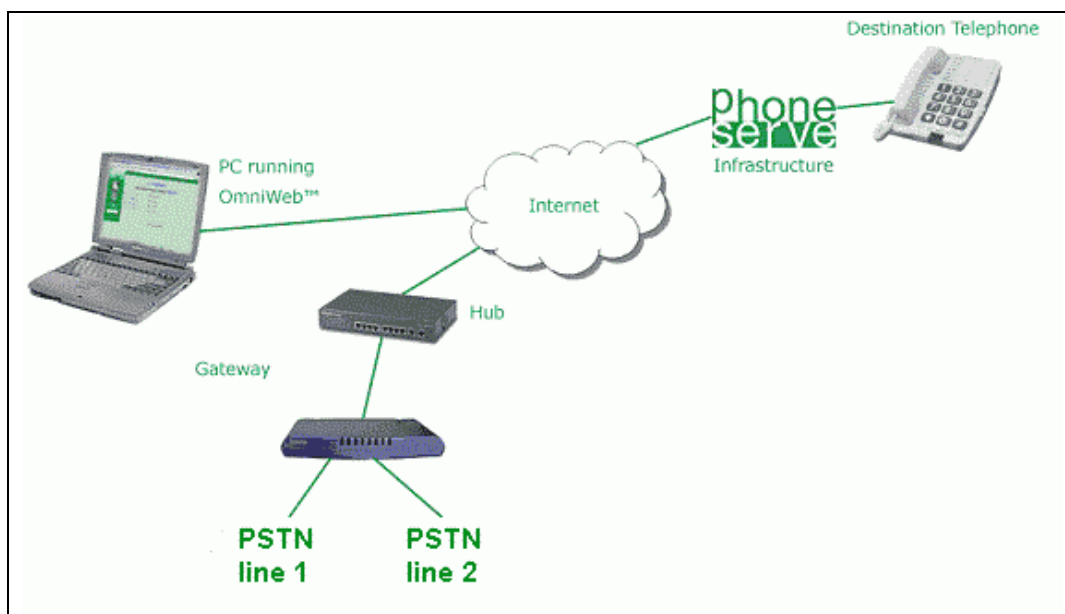 Destination Telephone
phone
serve
Infrastructure
PC running
OmniWeb™
Internet
Hub
Gateway
PSTN
line 1
PSTN
line 2